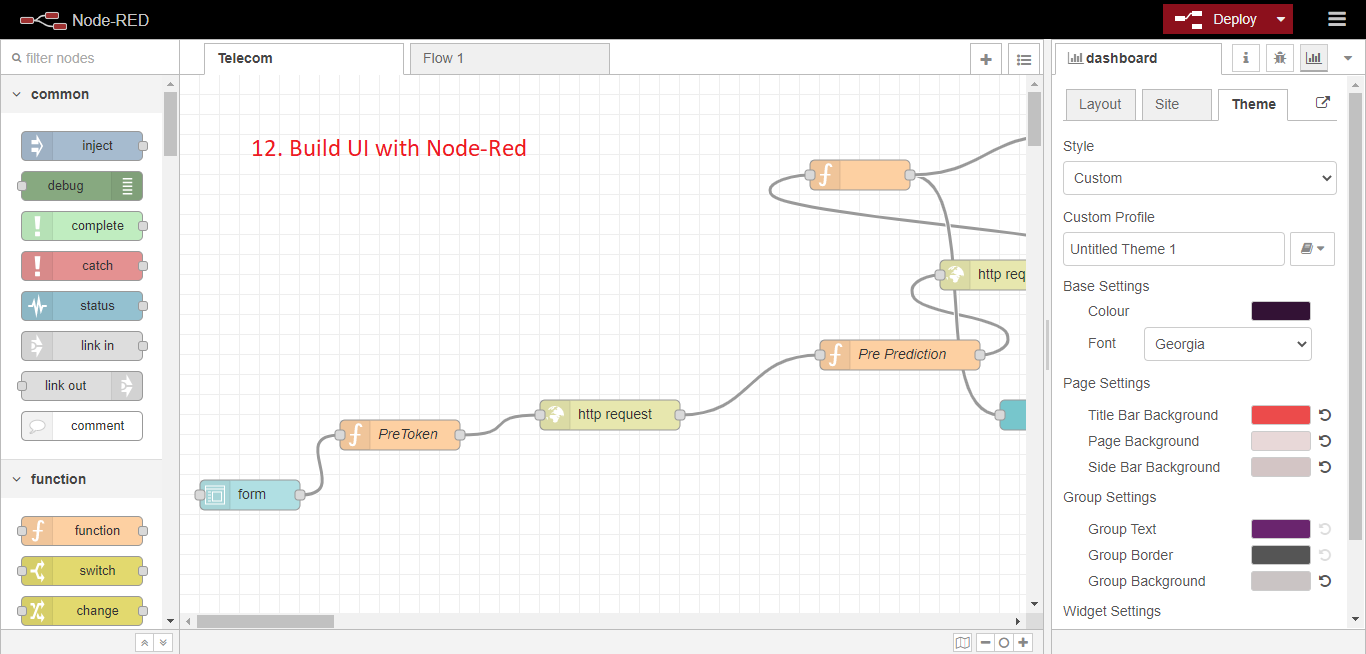 Node-RED
Deploy
filter nodes
Telecom
Flow 1
dashboard
common
inject
debug
complete
catch
status
link in
link out
comment
function
function
switch
change
12. Build UI with Node-Red
http req
Pre Prediction
http request
PreToken
form
Layout
Site
Theme
Style
Custom
Custom Profile
Untitled Theme 1
Base Settings
Colour
Font
Georgia
Page Settings
Title Bar Background
Page Background
Side Bar Background
Group Settings
Group Text
Group Border
Group Background
Widget Settings